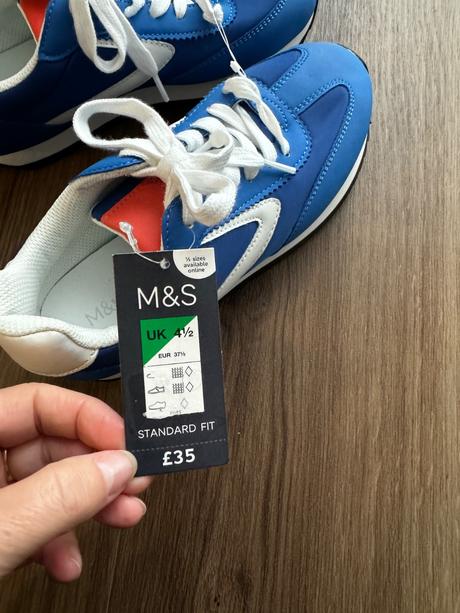 ½ sizes
available
online
M&S
UK 4½
EUR 37½
STANDARD FIT
£35
M&S